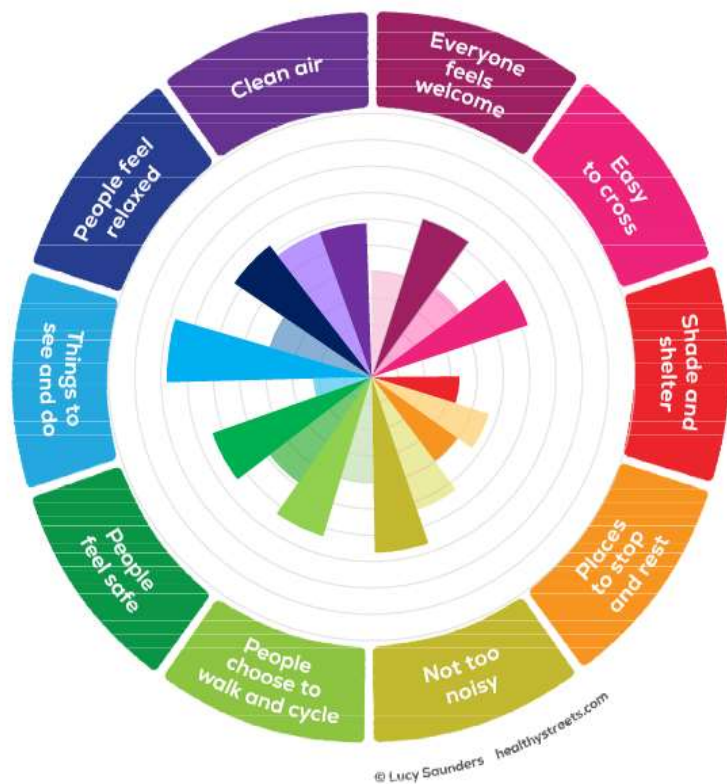 Clean air
Everyone
feels
welcome
Easy
to cross
Shade and
shelter
Places
to stop
and rest
Not too
noisy
People
choose to
walk and cycle
People
feel safe
Things to
see and do
People feel
relaxed
© Lucy Saunders healthystreets.com